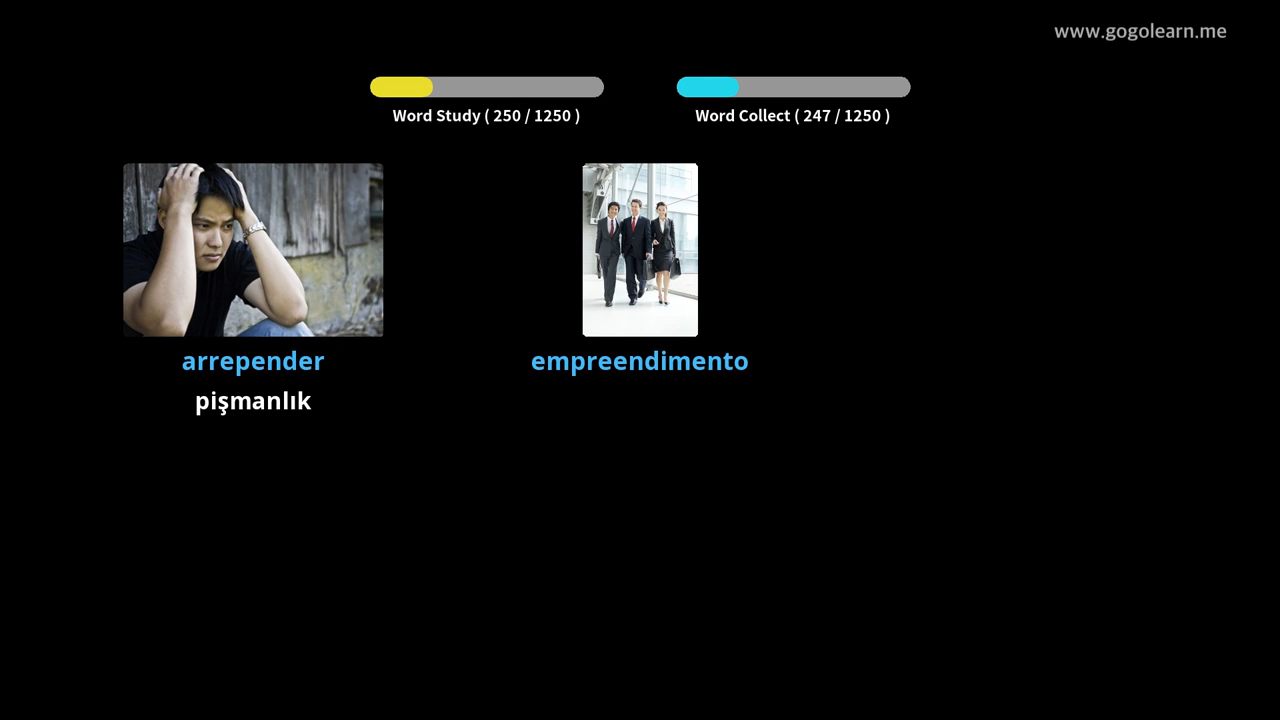 www.gogolearn.me
Word Study ( 250 / 1250 )
Word Collect ( 247 / 1250 )
arrepender
empreendimento
pişmanlık